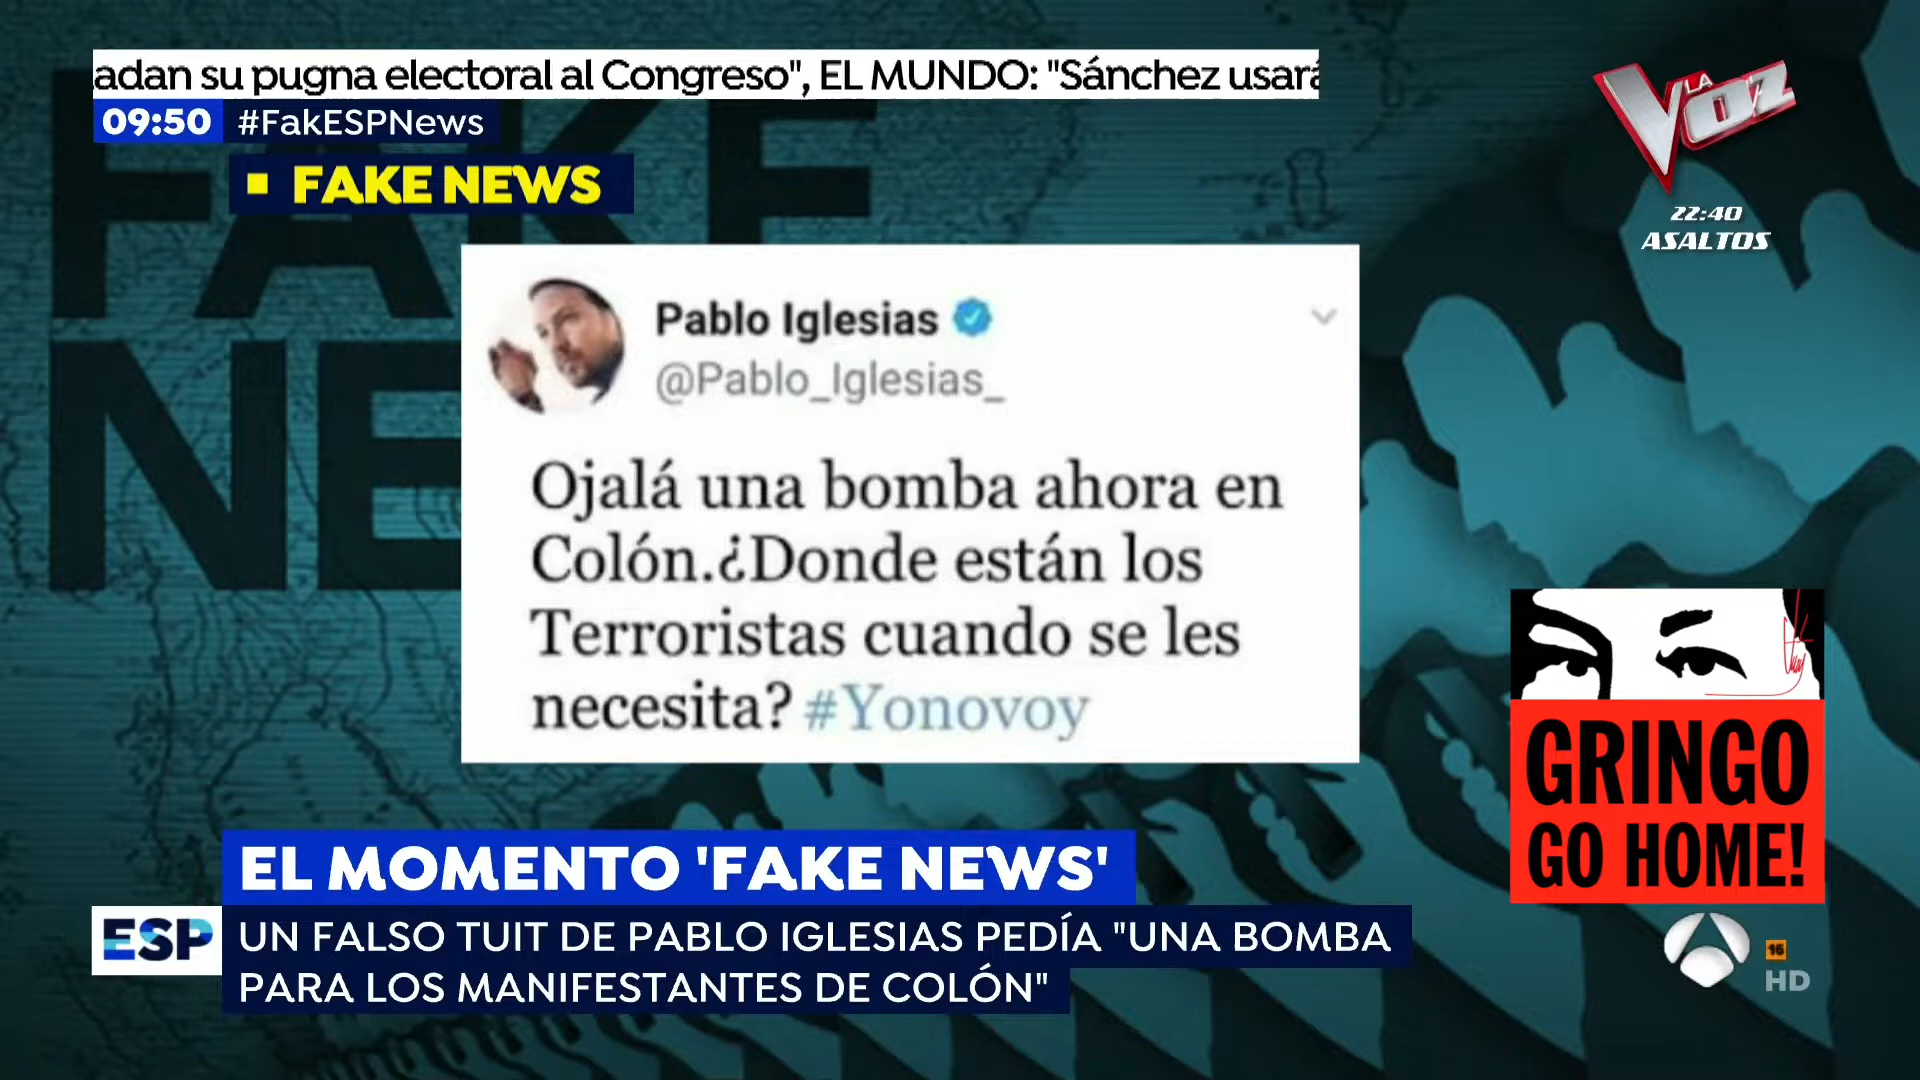 adan su pugna electoral al Congreso", EL MUNDO: "Sánchez usará
09:50 #FakESPNews
FAKE NEWS
LA VOZ
22:40
ASALTOS
FAKE
NE
Pablo Iglesias
@Pablo_Iglesias_
Ojalá una bomba ahora en
Colón.¿Donde están los
Terroristas cuando se les
necesita? #Yonovoy
GRINGO
GO HOME!
EL MOMENTO 'FAKE NEWS'
ESP
UN FALSO TUIT DE PABLO IGLESIAS PEDÍA "UNA BOMBA
PARA LOS MANIFESTANTES DE COLÓN"
16
HD